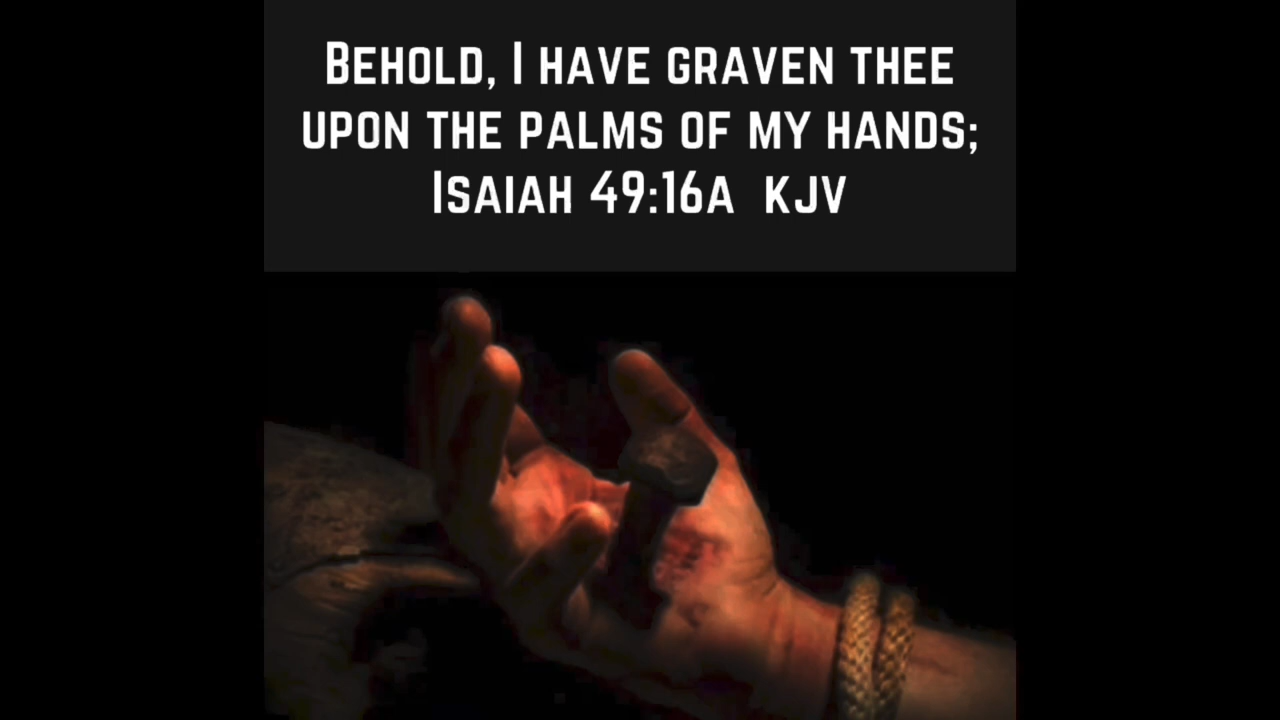 Behold, I have graven thee
upon the palms of my hands;
Isaiah 49:16a kjv